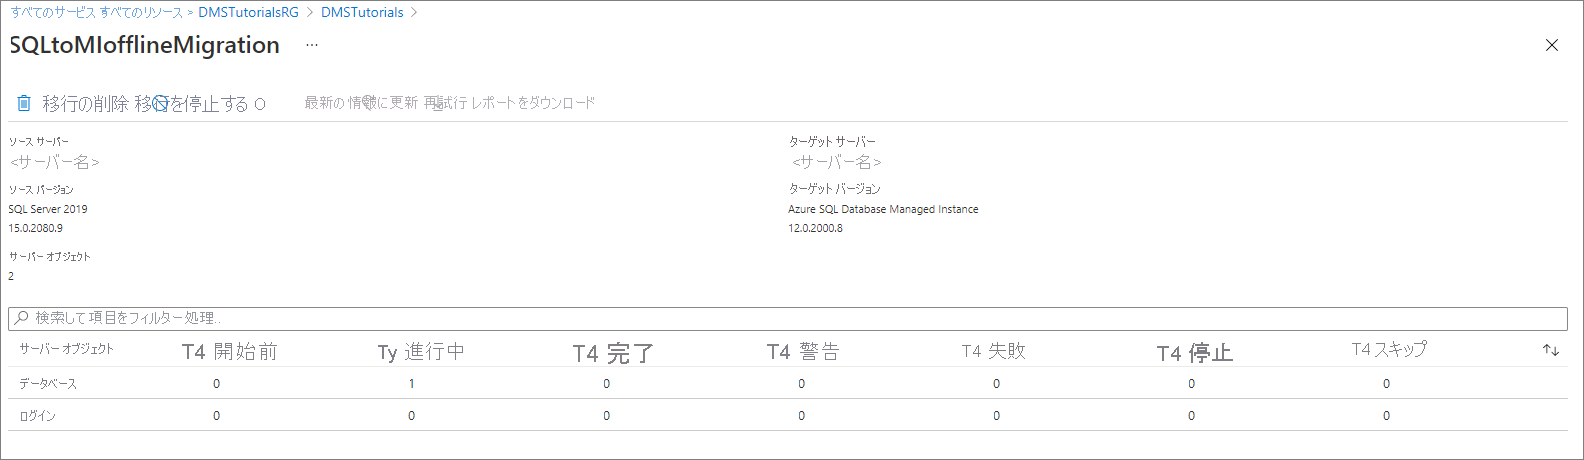 すべてのサービス すべてのリソース > DMSTutorialsRG > DMSTutorials >
SQLtoMIofflineMigration ...
移行の削除 移行を停止する O 最新の情報に更新 再試行 レポートをダウンロード
ソース サーバー ターゲット サーバー
<サーバー名> <サーバー名>
ソース バージョン ターゲット バージョン
SQL Server 2019 Azure SQL Database Managed Instance
15.0.2080.9 12.0.2000.8
サーバー オブジェクト
2
検索して項目をフィルター処理..
サーバー オブジェクト T4 開始前 Ty 進行中 T4 完了 T4 警告 T4 失敗 T4 停止 T4 スキップ
データベース 0 1 0 0 0 0 0
ログイン 0 0 0 0 0 0 0